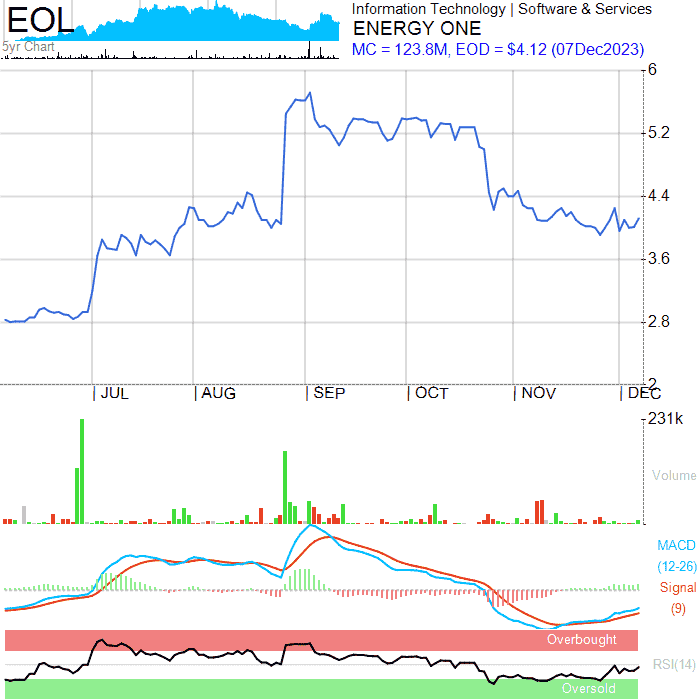 EOL
5yr Chart
Information Technology | Software & Services
ENERGY ONE
MC = 123.8M, EOD = $4.12 (07Dec2023)
6
5.2
4.4
3.6
2.8
2
JUL AUG SEP OCT NOV DEC
231k
Volume
MACD
(12-26)
Signal
(9)
Overbought
RSI(14)
Oversold